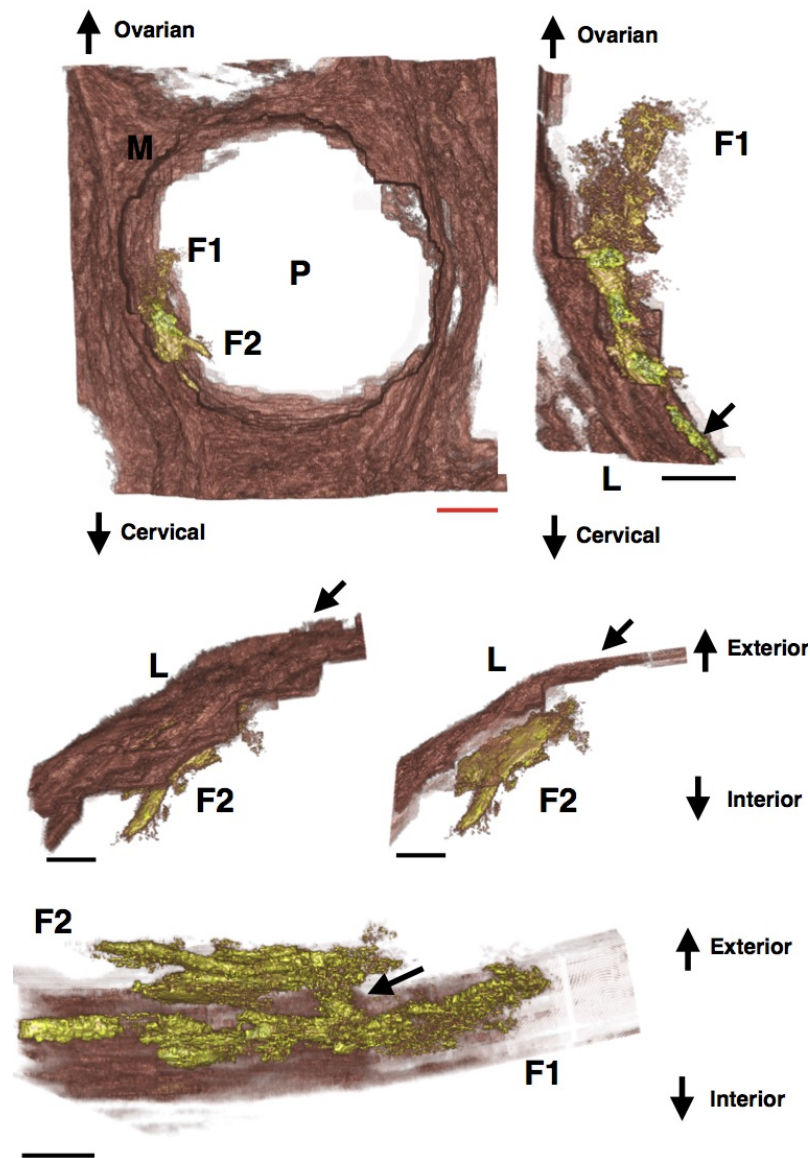 Ovarian
Ovarian
M
F1
F1
P
F2
L
Cervical
Cervical
L
L
Exterior
F2
F2
Interior
F2
Exterior
F1
Interior